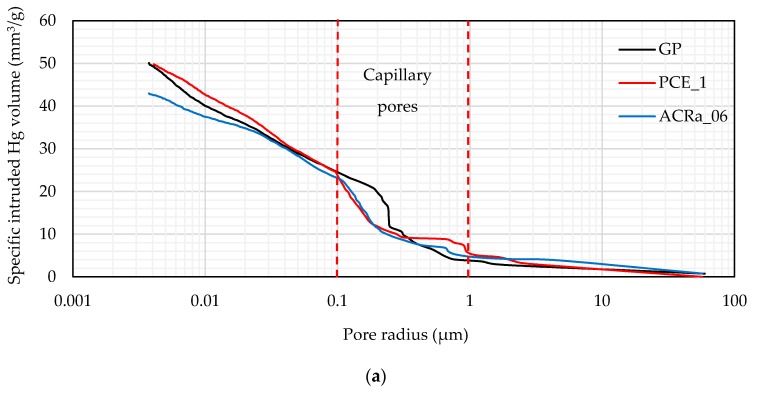 Specific intruded Hg volume (mm³/g)
60
50
40
30
20
10
0
Capillary
pores
GP
PCE_1
ACRa_06
0.001
0.01
0.1
1
10
100
Pore radius (µm)
(a)